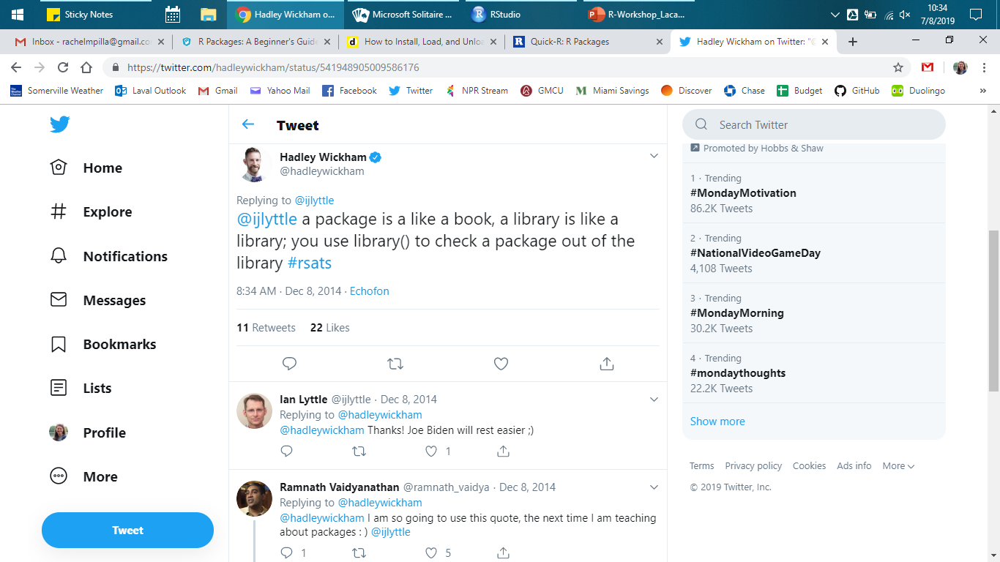 Sticky Notes
Hadley Wickham o...
Microsoft Solitaire ...
RStudio
R-Workshop_Laca...
10:34
7/8/2019
Inbox - rachelmpilla@gmail.co
R Packages: A Beginner's Guide
How to Install, Load, and Unloa
Quick-R: R Packages
Hadley Wickham on Twitter: "@
https://twitter.com/hadleywickham/status/541948905009586176
Somerville Weather
Laval Outlook
Gmail
Yahoo Mail
Facebook
Twitter
NPR Stream
GMCU
Miami Savings
Discover
Chase
Budget
GitHub
Duolingo
»
Home
Explore
Notifications
Messages
Bookmarks
Lists
Profile
More
Tweet
Tweet
Hadley Wickham
@hadleywickham
Replying to @ijlyttle
@ijlyttle a package is a like a book, a library is like a
library; you use library() to check a package out of the
library #rsats
8:34 AM · Dec 8, 2014 · Echofon
11 Retweets 22 Likes
Ian Lyttle @ijlyttle · Dec 8, 2014
Replying to @hadleywickham
@hadleywickham Thanks! Joe Biden will rest easier ;)
1
Ramnath Vaidyanathan @ramnath_vaidya · Dec 8, 2014
Replying to @hadleywickham
@hadleywickham I am so going to use this quote, the next time I am teaching
about packages : ) @ijlyttle
1 5
Search Twitter
Promoted by Hobbs & Shaw
1 · Trending
#MondayMotivation
86.2K Tweets
2 · Trending
#NationalVideoGameDay
4,108 Tweets
3 · Trending
#MondayMorning
30.2K Tweets
4 · Trending
#mondaythoughts
22.2K Tweets
Show more
Terms Privacy policy Cookies Ads info More
© 2019 Twitter, Inc.